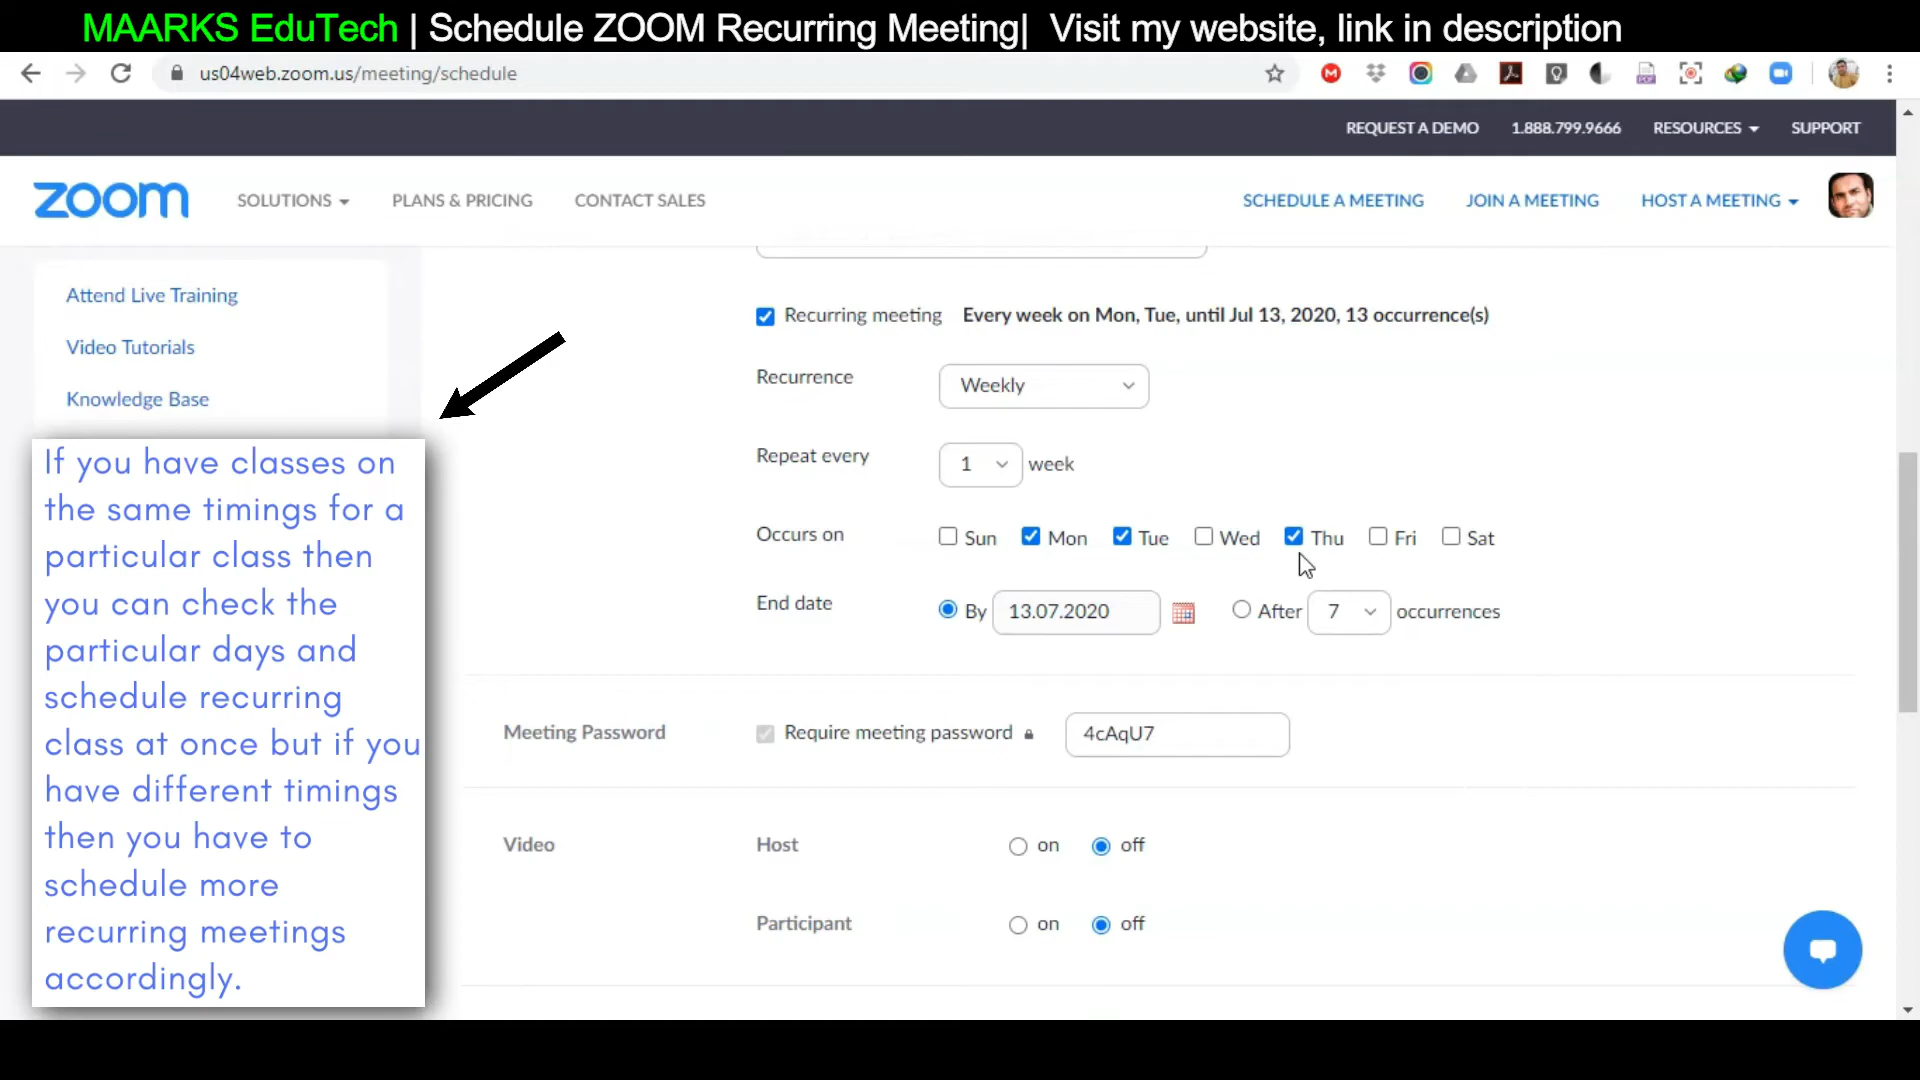 MAARKS EduTech | Schedule ZOOM Recurring Meeting| Visit my website, link in description
us04web.zoom.us/meeting/schedule
REQUEST A DEMO 1.888.799.9666 RESOURCES SUPPORT
zoom SOLUTIONS PLANS & PRICING CONTACT SALES SCHEDULE A MEETING JOIN A MEETING HOST A MEETING
Attend Live Training
Video Tutorials
Knowledge Base
If you have classes on
the same timings for a
particular class then
you can check the
particular days and
schedule recurring
class at once but if you
have different timings
then you have to
schedule more
recurring meetings
accordingly.
Recurring meeting Every week on Mon, Tue, until Jul 13, 2020, 13 occurrence(s)
Recurrence Weekly
Repeat every 1 week
Occurs on Sun Mon Tue Wed Thu Fri Sat
End date By 13.07.2020 After 7 occurrences
Meeting Password Require meeting password 4cAqU7
Video Host on off
Participant on off